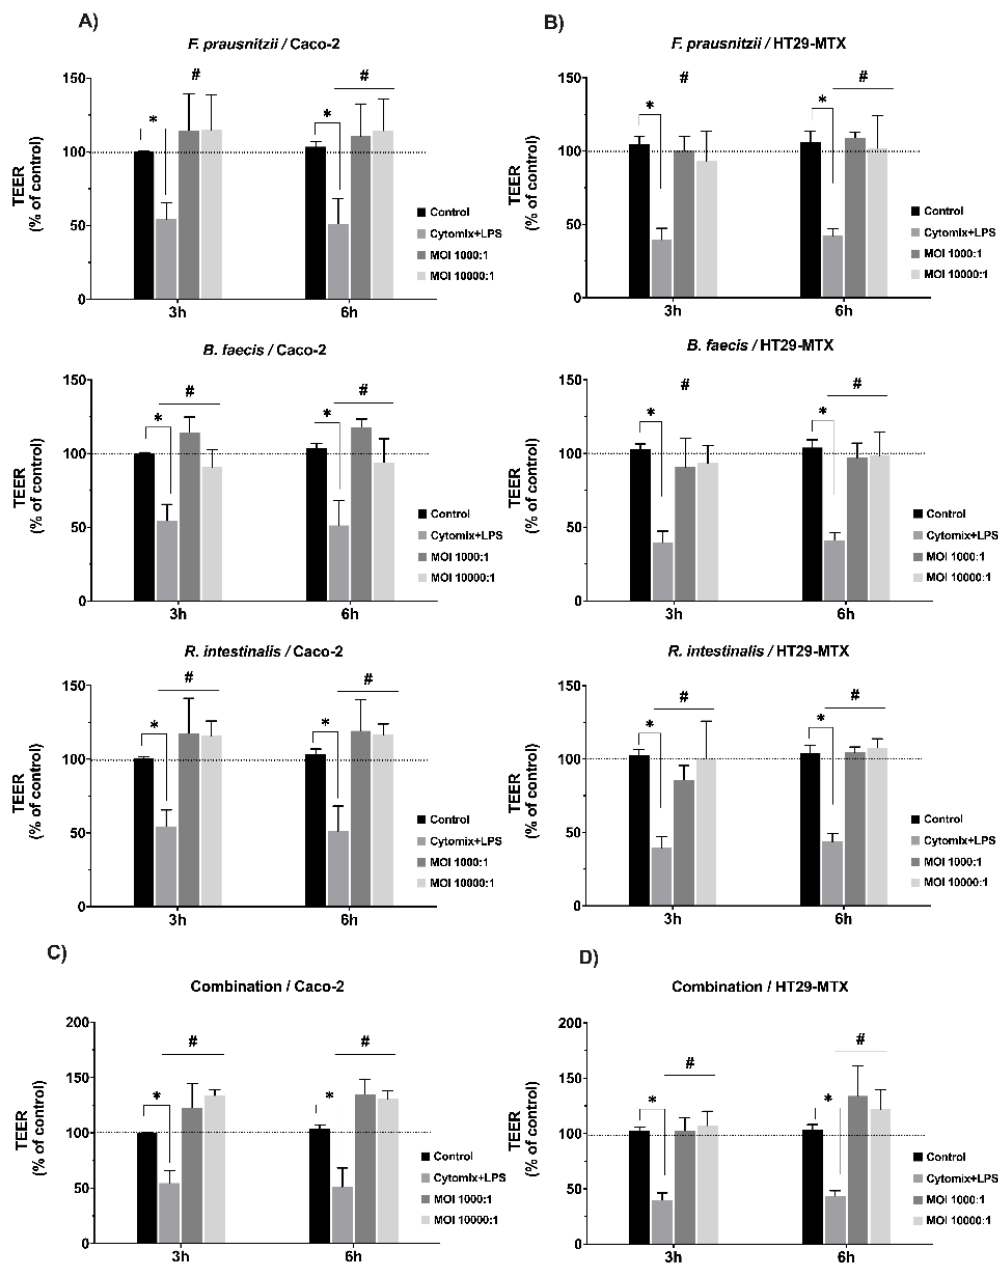 A)
F. prausnitzii / Caco-2
TEER
(% of control)
150
100
50
0
*
#
*
#
3h
6h
Control
Cytomix+LPS
MOI 1000:1
MOI 10000:1
B)
F. prausnitzii / HT29-MTX
TEER
(% of control)
150
100
50
0
*
#
*
#
3h
6h
Control
Cytomix+LPS
MOI 1000:1
MOI 10000:1
B. faecis / Caco-2
TEER
(% of control)
150
100
50
0
*
#
*
#
3h
6h
Control
Cytomix+LPS
MOI 1000:1
MOI 10000:1
B. faecis / HT29-MTX
TEER
(% of control)
150
100
50
0
*
#
*
#
3h
6h
Control
Cytomix+LPS
MOI 1000:1
MOI 10000:1
R. intestinalis / Caco-2
TEER
(% of control)
150
100
50
0
*
#
*
#
3h
6h
Control
Cytomix+LPS
MOI 1000:1
MOI 10000:1
R. intestinalis / HT29-MTX
TEER
(% of control)
150
100
50
0
*
#
*
#
3h
6h
Control
Cytomix+LPS
MOI 1000:1
MOI 10000:1
C)
Combination / Caco-2
TEER
(% of control)
200
150
100
50
0
*
#
*
#
3h
6h
Control
Cytomix+LPS
MOI 1000:1
MOI 10000:1
D)
Combination / HT29-MTX
TEER
(% of control)
200
150
100
50
0
*
#
*
#
3h
6h
Control
Cytomix+LPS
MOI 1000:1
MOI 10000:1